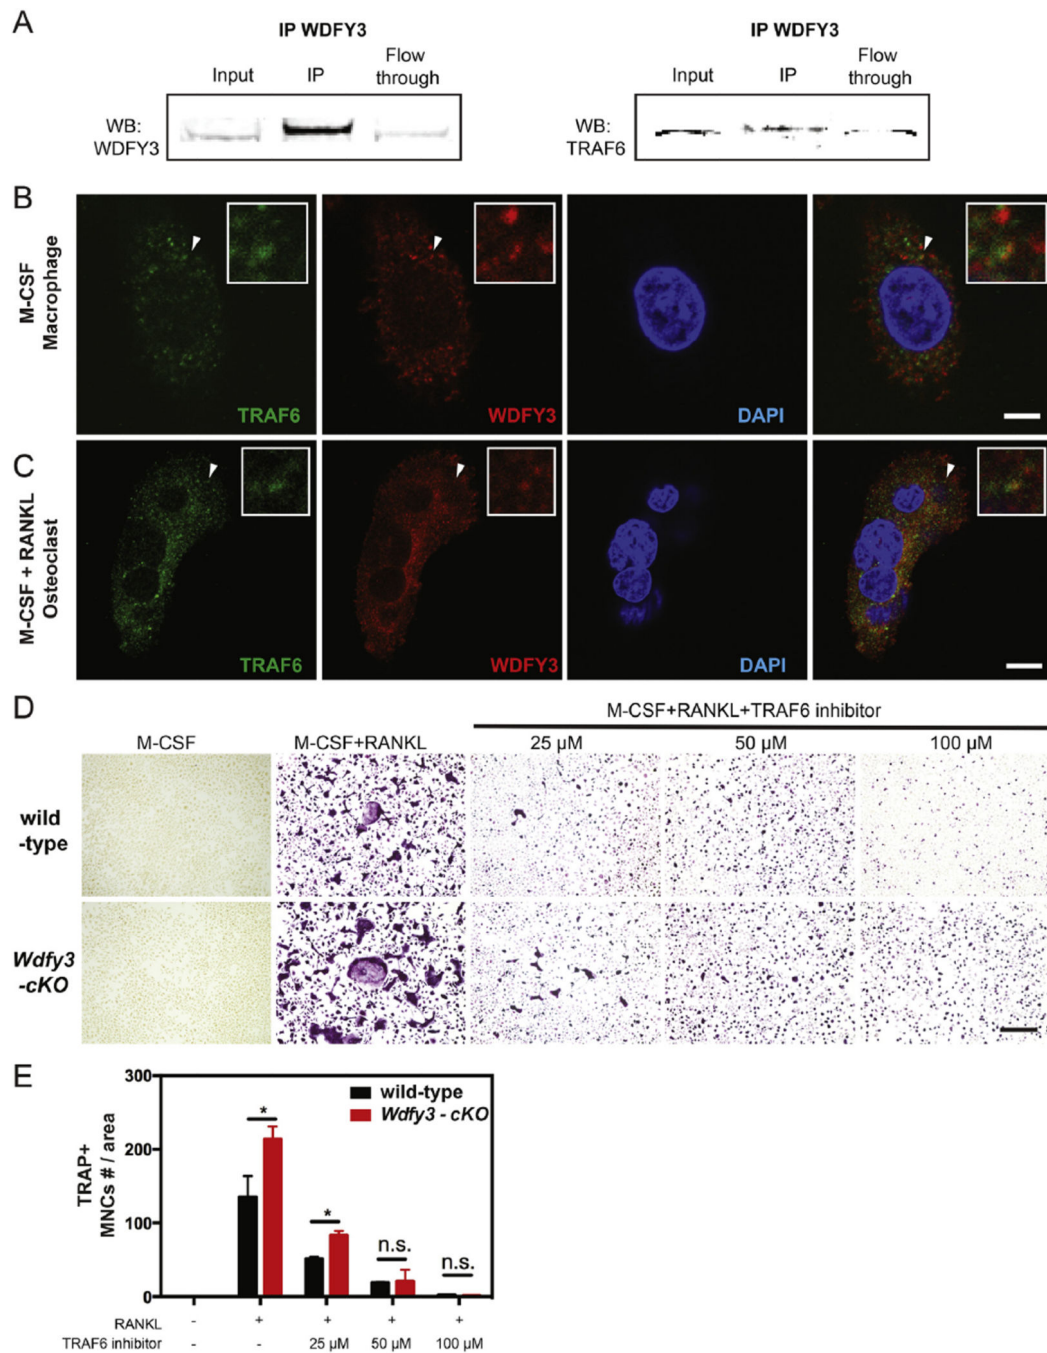 A
IP WDFY3
Input IP Flow through
WB: WDFY3
IP WDFY3
Input IP Flow through
WB: TRAF6
B
M-CSF
Macrophage
TRAF6 WDFY3 DAPI
C
M-CSF + RANKL
Osteoclast
TRAF6 WDFY3 DAPI
D
M-CSF+RANKL+TRAF6 inhibitor
M-CSF M-CSF+RANKL 25 µM 50 µM 100 µM
wild
-type
Wdfy3
-cKO
E
TRAP+
MNCs # / area
300
200
100
0
wild-type
Wdfy3 - cKO
* * n.s. n.s.
RANKL - + + + +
TRAF6 inhibitor - - 25 µM 50 µM 100 µM